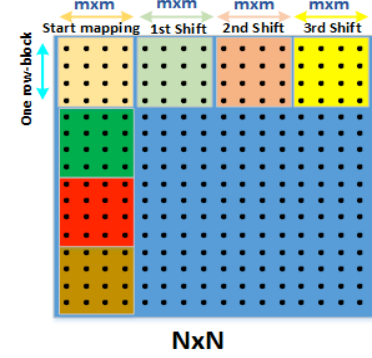 mxm mxm mxm mxm
Start mapping 1st Shift 2nd Shift 3rd Shift
One row-block
NxN